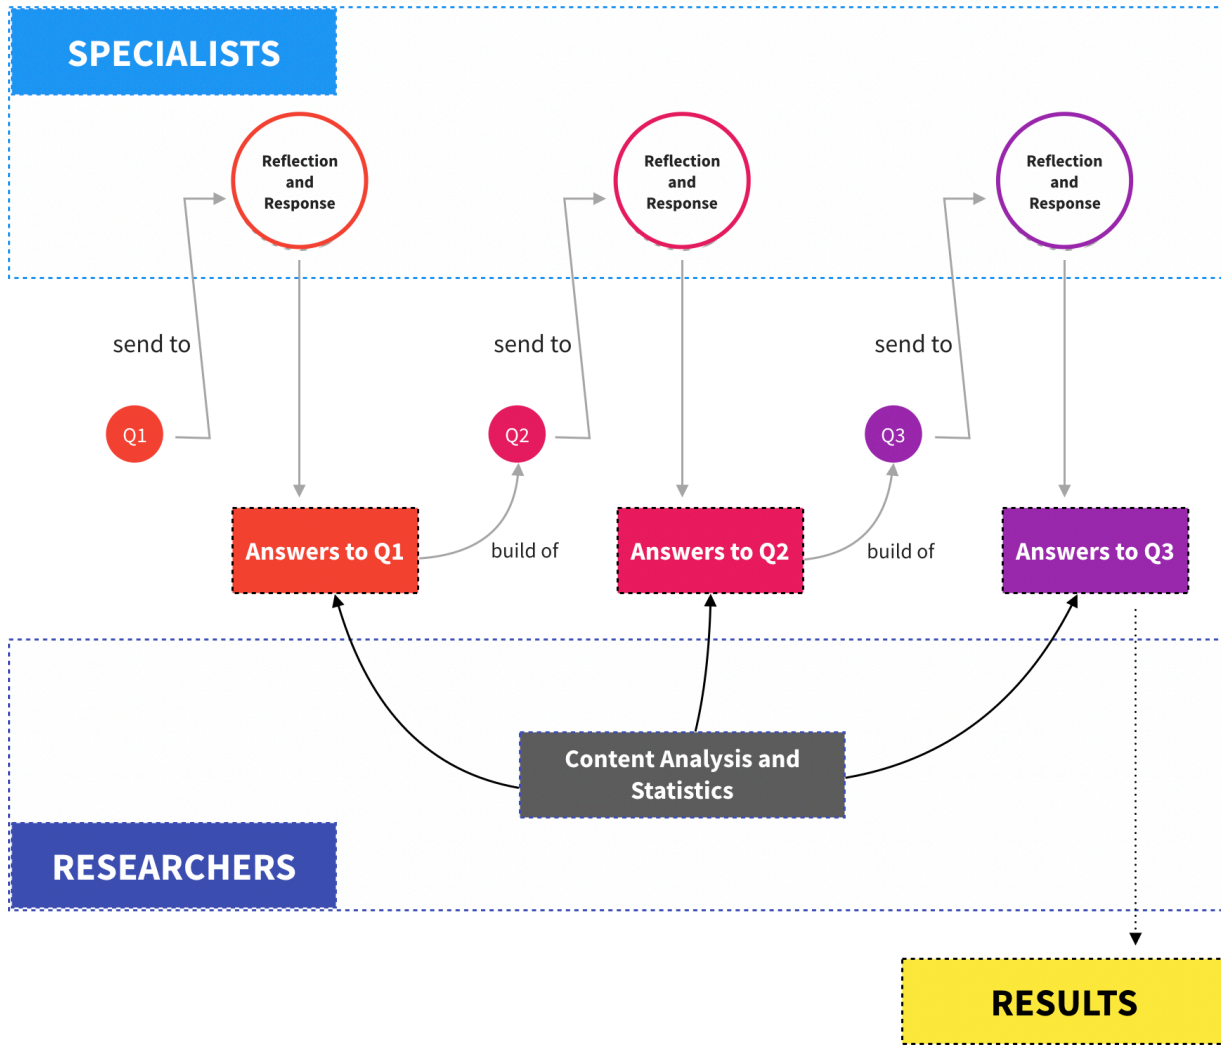 SPECIALISTS
Reflection
and
Response
Reflection
and
Response
Reflection
and
Response
send to
send to
send to
Q1
Q2
Q3
Answers to Q1
build of
Answers to Q2
build of
Answers to Q3
Content Analysis and
Statistics
RESEARCHERS
RESULTS